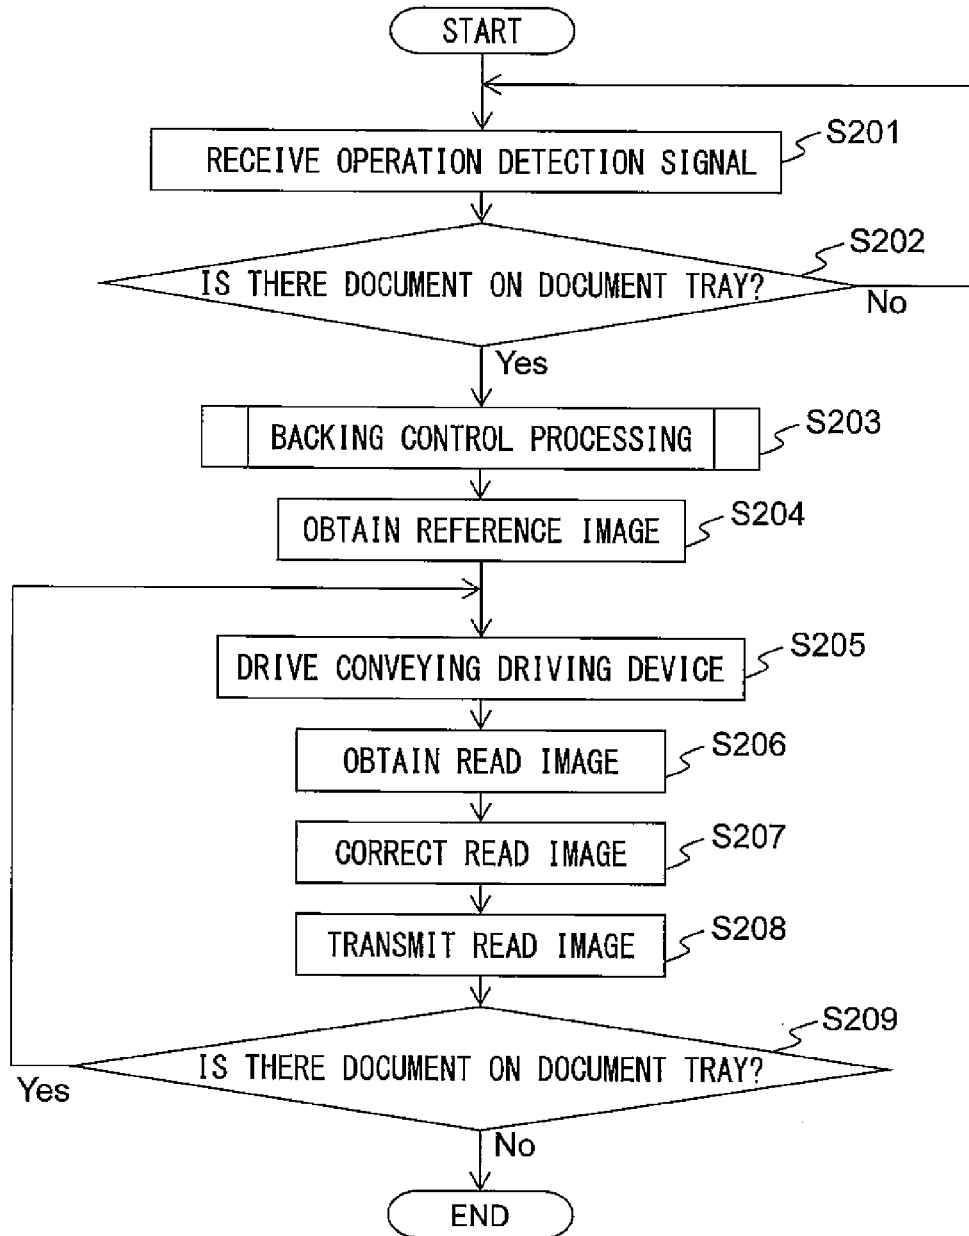 START
RECEIVE OPERATION DETECTION SIGNAL
S201
IS THERE DOCUMENT ON DOCUMENT TRAY?
S202
No
Yes
BACKING CONTROL PROCESSING
S203
OBTAIN REFERENCE IMAGE
S204
DRIVE CONVEYING DRIVING DEVICE
S205
OBTAIN READ IMAGE
S206
CORRECT READ IMAGE
S207
TRANSMIT READ IMAGE
S208
IS THERE DOCUMENT ON DOCUMENT TRAY?
S209
Yes
No
END